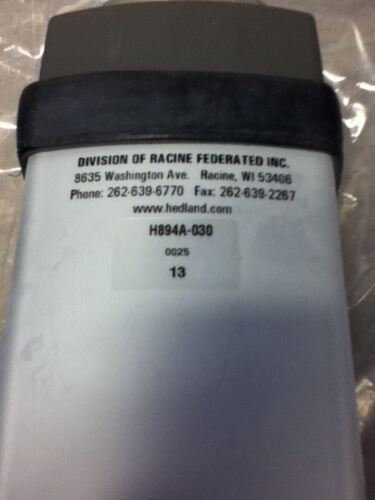 DIVISION OF RACINE FEDERATED INC.
8635 Washington Ave. Racine, WI 53406
Phone: 262-639-6770 Fax: 262-639-2267
www.hedland.com
H894A-030
0025
13